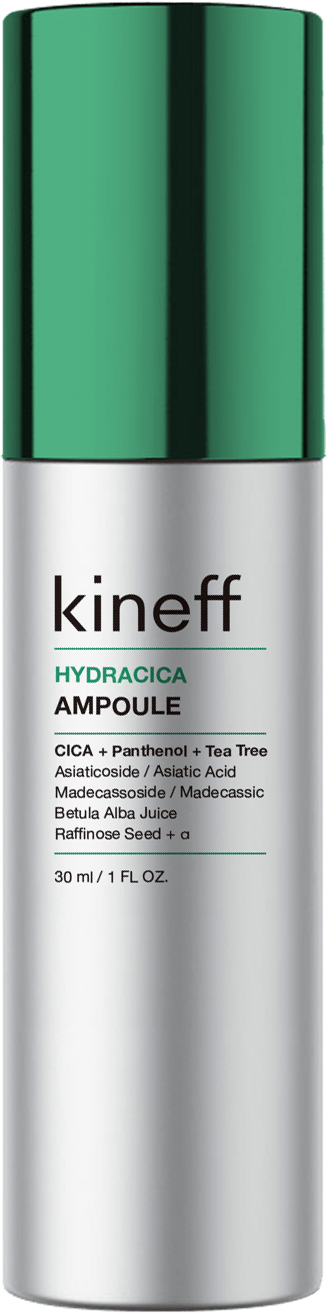 kineff
HYDRACICA
AMPOULE
CICA + Panthenol + Tea Tree
Asiaticoside / Asiatic Acid
Madecassoside / Madecassic
Betula Alba Juice
Raffinose Seed + α
30 ml / 1 FL OZ.